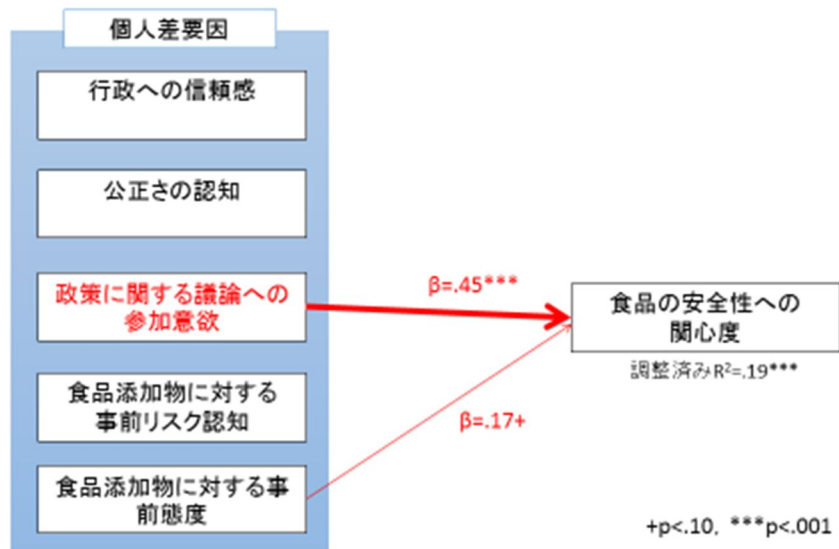 個人差要因
行政への信頼感
公正さの認知
政策に関する議論への
参加意欲
食品添加物に対する
事前リスク認知
食品添加物に対する事
前態度
β=.45***
β=.17+
食品の安全性への
関心度
調整済みR²=.19***
+p<.10, ***p<.001